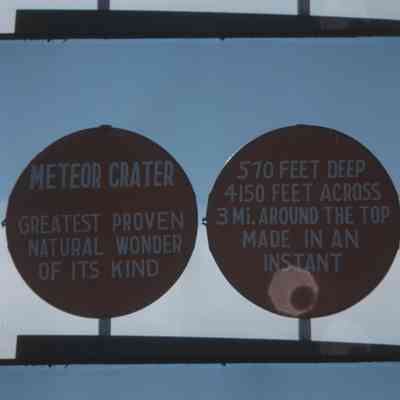 METEOR CRATER
GREATEST PROVEN
NATURAL WONDER
OF ITS KIND
570 FEET DEEP
4150 FEET ACROSS
3 Mi. AROUND THE TOP
MADE IN AN
INSTANT